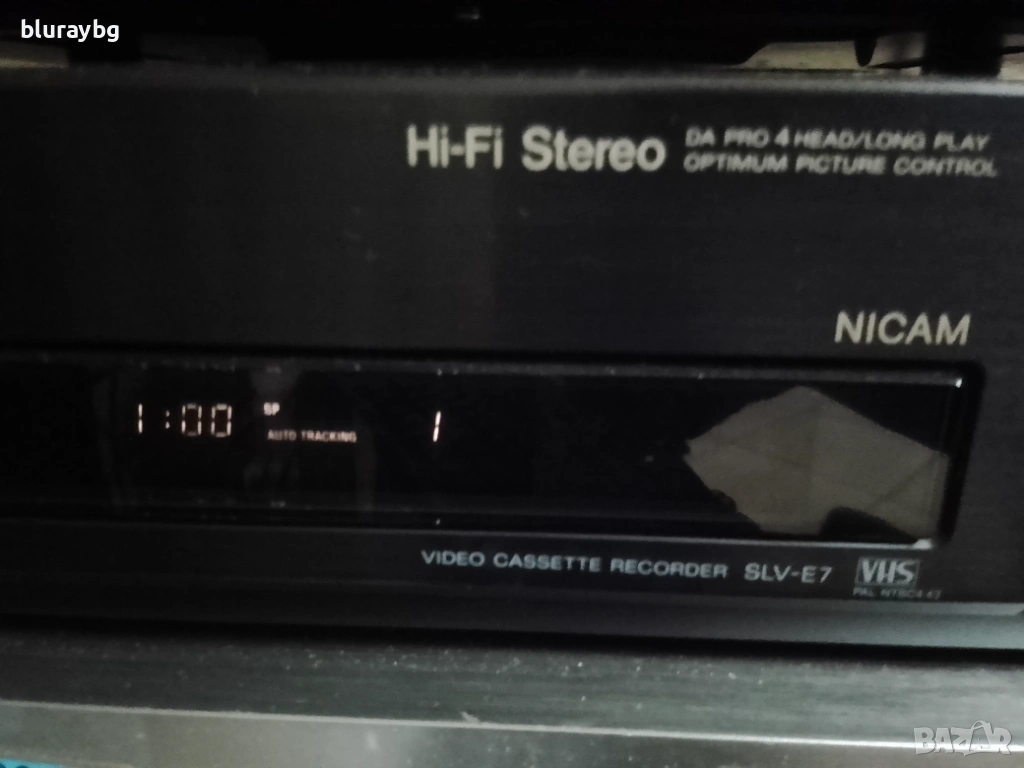 bluraybg
Hi-Fi Stereo
DA PRO 4 HEAD/LONG PLAY
OPTIMUM PICTURE CONTROL
NICAM
1:00
SP
AUTO TRACKING
1
VIDEO CASSETTE RECORDER SLV-E7
VHS
PAL NTSC4.43
BAZAR